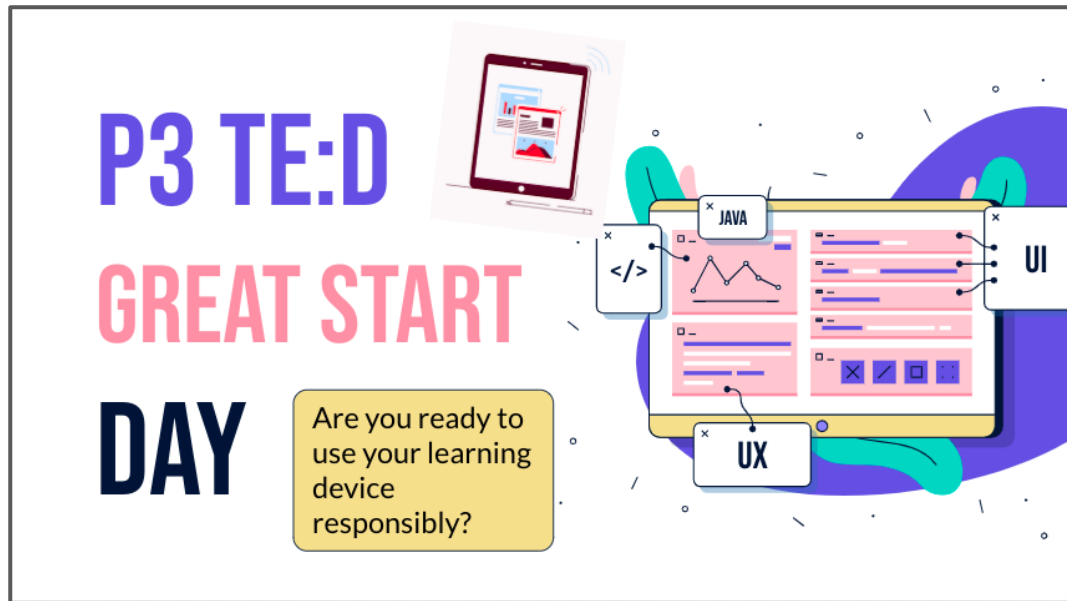 P3 TE:D
GREAT START
DAY
Are you ready to
use your learning
device
responsibly?
JAVA
</>
UI
UX